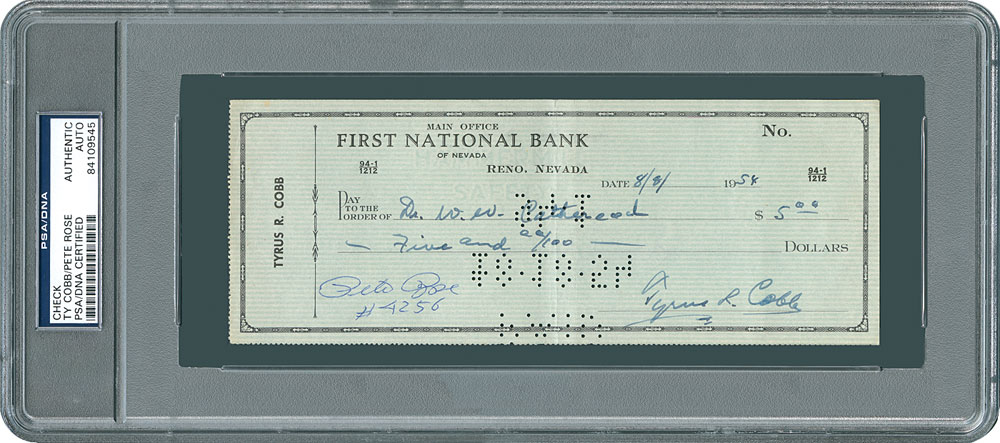 PSA/DNA
CHECK
TY COBB/PETE ROSE
PSA/DNA CERTIFIED
AUTHENTIC
AUTO
84109545
TYRUS R. COBB
MAIN OFFICE
FIRST NATIONAL BANK
OF NEVADA
RENO, NEVADA
No.
94-1
1212
94-1
1212
DATE 8/8/ 1958
PAY
TO THE
ORDER OF Dr. W. W. $ 5 00
— Five and 00/100 — DOLLARS
Pete Rose
#4256
Tyrus R. Cobb